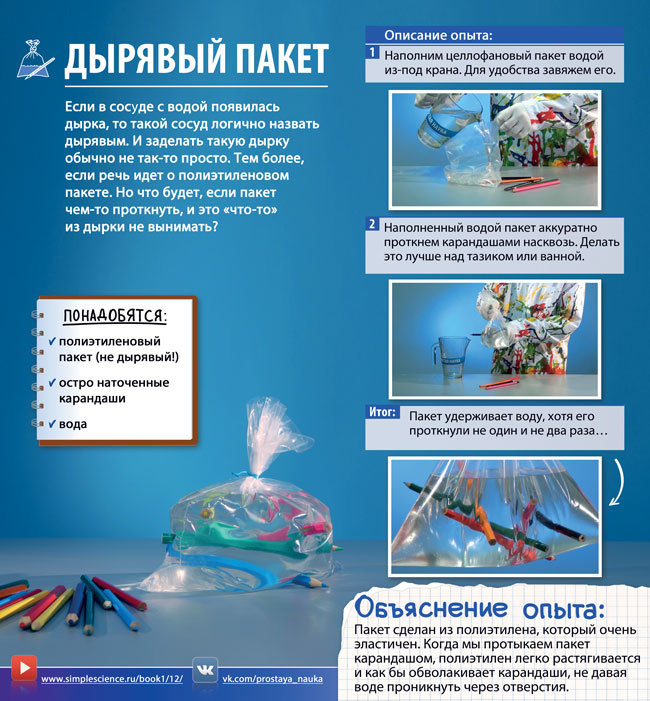 ДЫРЯВЫЙ ПАКЕТ
Если в сосуде с водой появилась
дырка, то такой сосуд логично назвать
дырявым. И заделать такую дырку
обычно не так-то просто. Тем более,
если речь идет о полиэтиленовом
пакете. Но что будет, если пакет
чем-то проткнуть, и это «что-то»
из дырки не вынимать?
ПОНАДОБЯТСЯ:
полиэтиленовый
пакет (не дырявый!)
остро наточенные
карандаши
вода
Описание опыта:
1 Наполним целлофановый пакет водой
из-под крана. Для удобства завяжем его.
2 Наполненный водой пакет аккуратно
проткнем карандашами насквозь. Делать
это лучше над тазиком или ванной.
Итог: Пакет удерживает воду, хотя его
проткнули не один и не два раза…
Объяснение опыта:
Пакет сделан из полиэтилена, который очень
эластичен. Когда мы протыкаем пакет
карандашом, полиэтилен легко растягивается
и как бы обволакивает карандаши, не давая
воде проникнуть через отверстия.
www.simplescience.ru/book1/12/
vk.com/prostaya_nauka